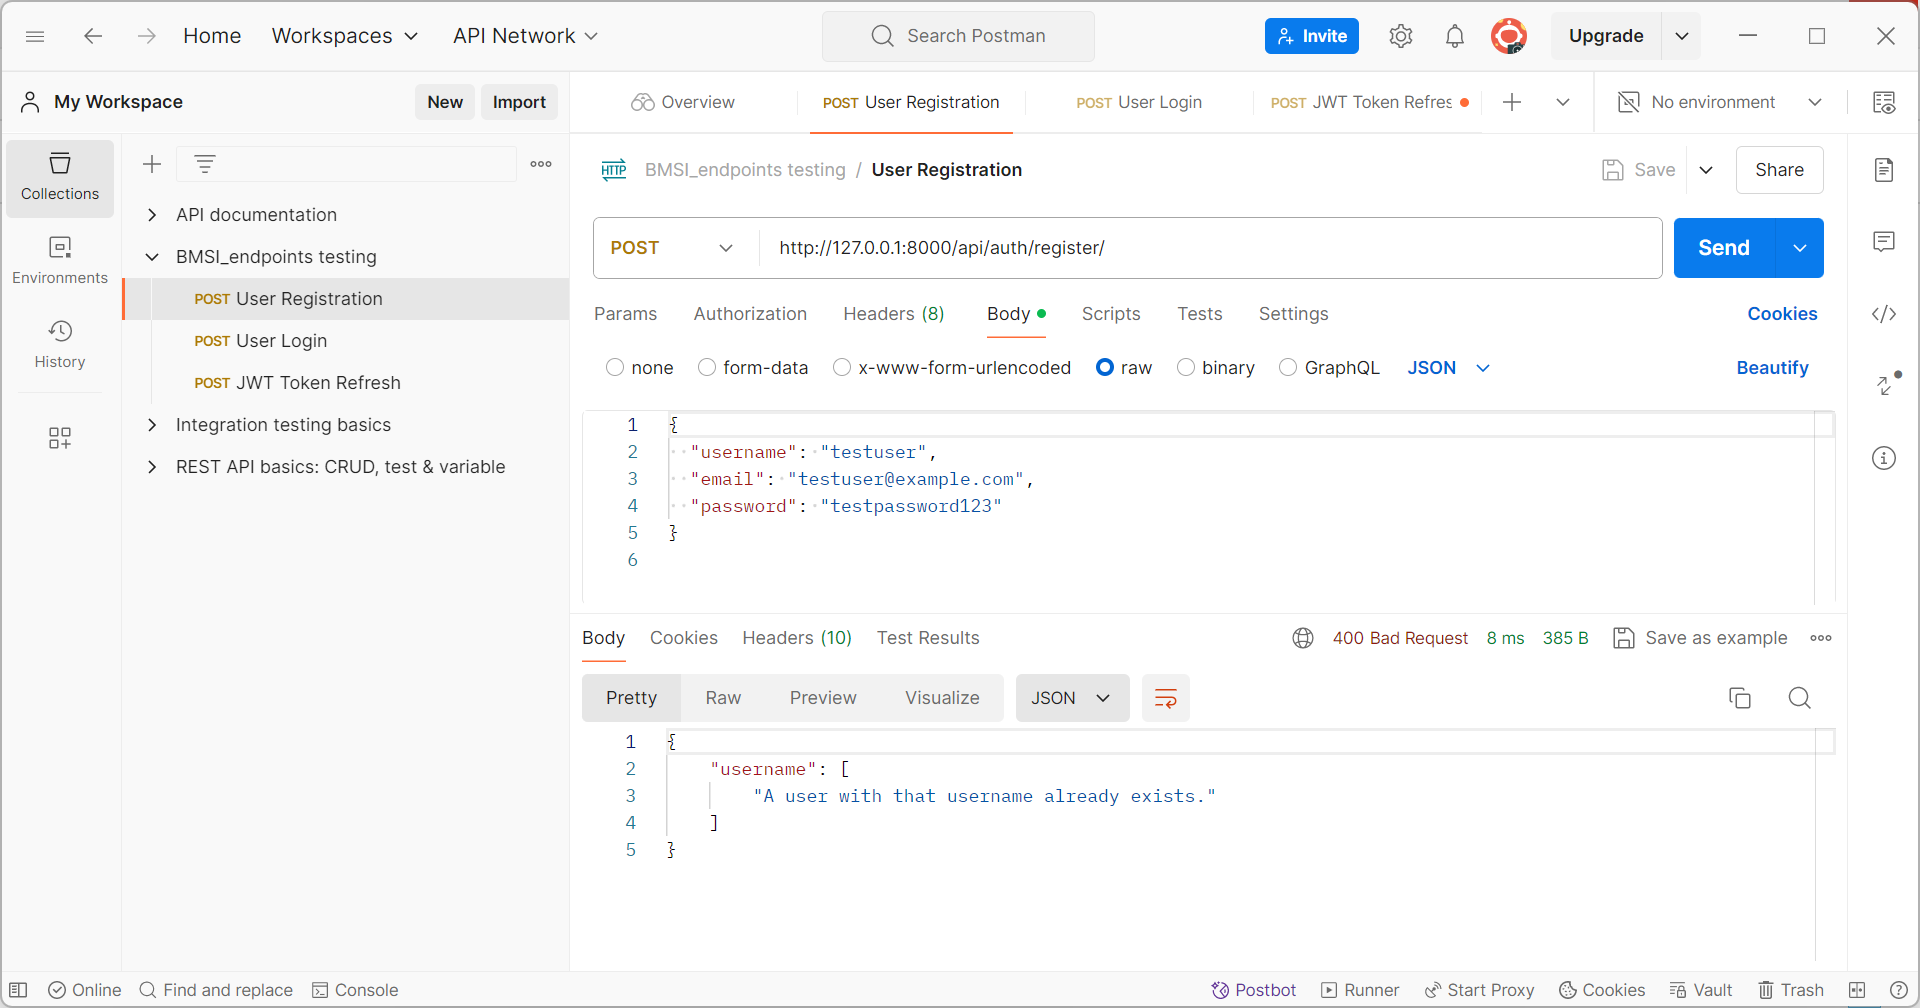 Home Workspaces API Network Search Postman Invite Upgrade
My Workspace New Import Overview POST User Registration POST User Login POST JWT Token Refres No environment
Collections
Environments
History
API documentation
BMSI_endpoints testing
POST User Registration
POST User Login
POST JWT Token Refresh
Integration testing basics
REST API basics: CRUD, test & variable
HTTP BMSI_endpoints testing / User Registration Save Share
POST http://127.0.0.1:8000/api/auth/register/ Send
Params Authorization Headers (8) Body Scripts Tests Settings Cookies
none form-data x-www-form-urlencoded raw binary GraphQL JSON Beautify
1 {
2 "username": "testuser",
3 "email": "testuser@example.com",
4 "password": "testpassword123"
5 }
6
Body Cookies Headers (10) Test Results 400 Bad Request 8 ms 385 B Save as example
Pretty Raw Preview Visualize JSON
1 {
2 "username": [
3 "A user with that username already exists."
4 ]
5 }
Online Find and replace Console Postbot Runner Start Proxy Cookies Vault Trash